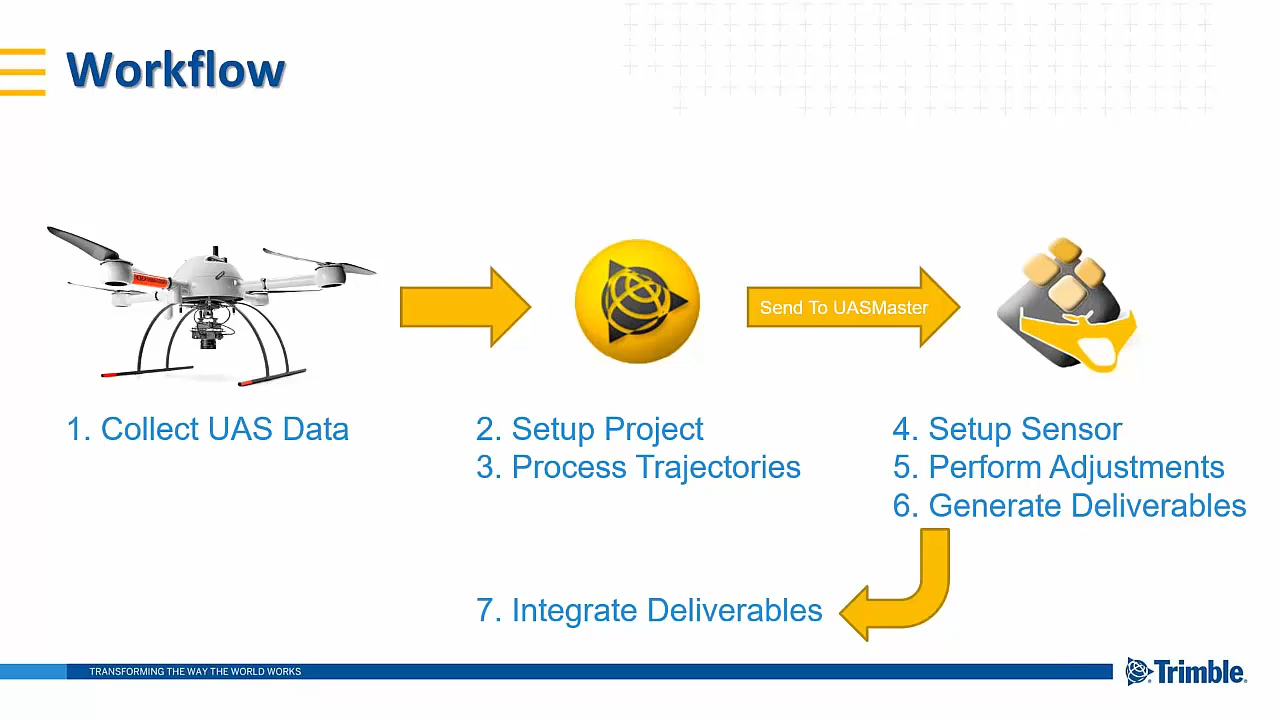 Workflow
Send To UASMaster
1. Collect UAS Data
2. Setup Project
3. Process Trajectories
4. Setup Sensor
5. Perform Adjustments
6. Generate Deliverables
7. Integrate Deliverables
TRANSFORMING THE WAY THE WORLD WORKS
Trimble